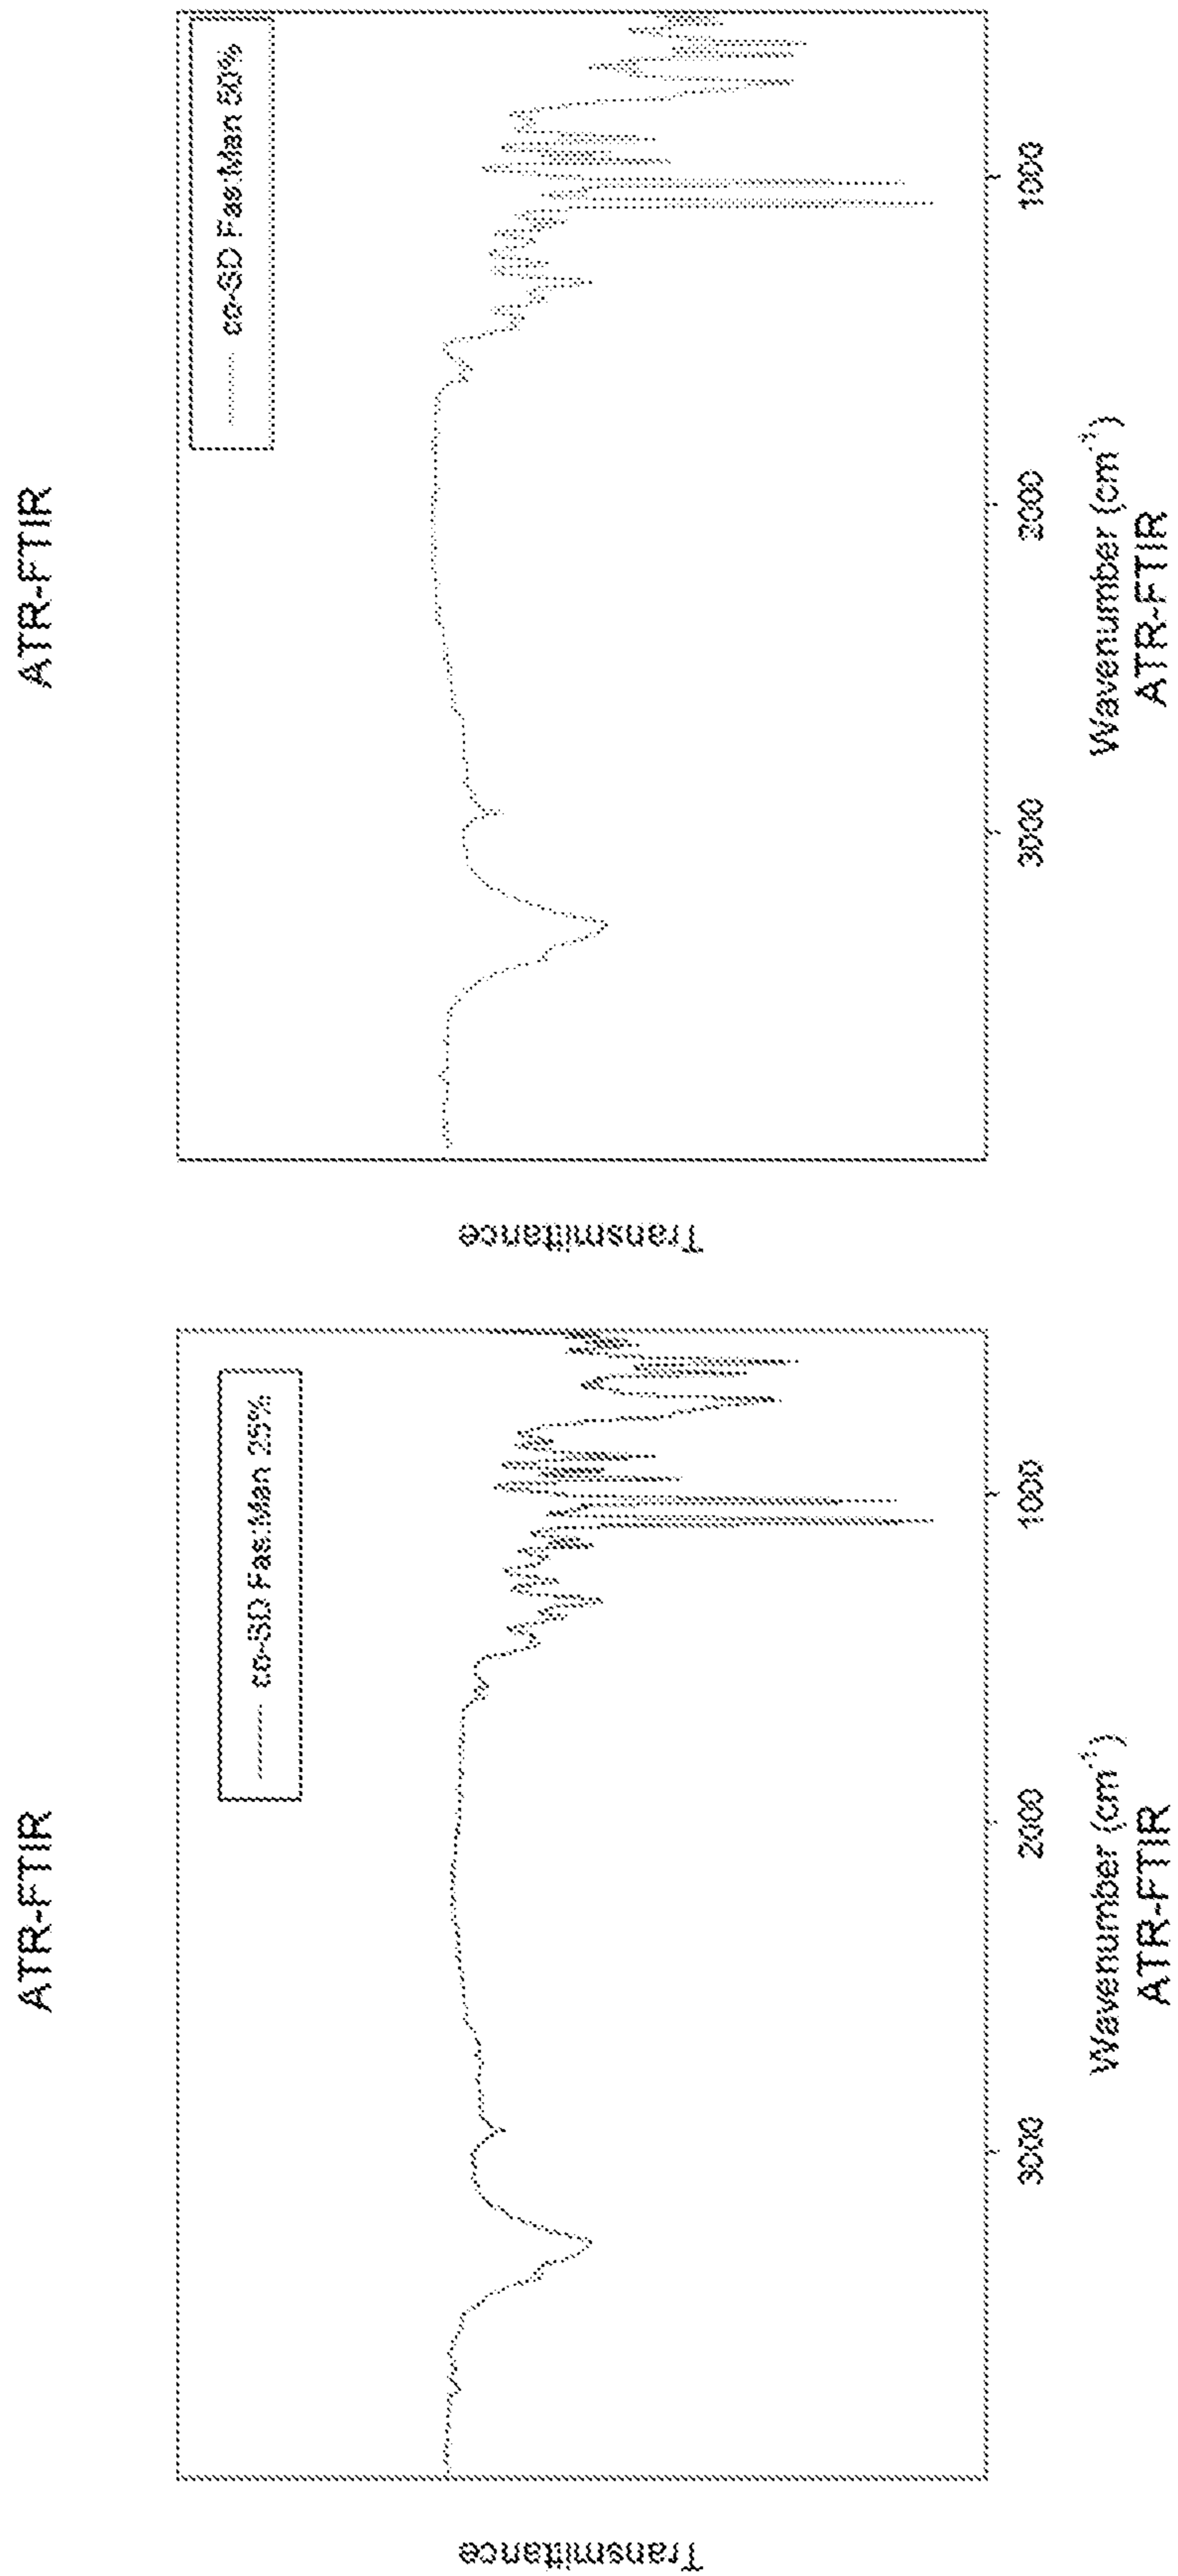 ATR-FTIR
co-SD Fas:Man 25%
Transmittance
3000 2000 1000
Wavenumber (cm⁻¹)
ATR-FTIR
ATR-FTIR
co-SD Fas:Man 50%
Transmittance
3000 2000 1000
Wavenumber (cm⁻¹)
ATR-FTIR